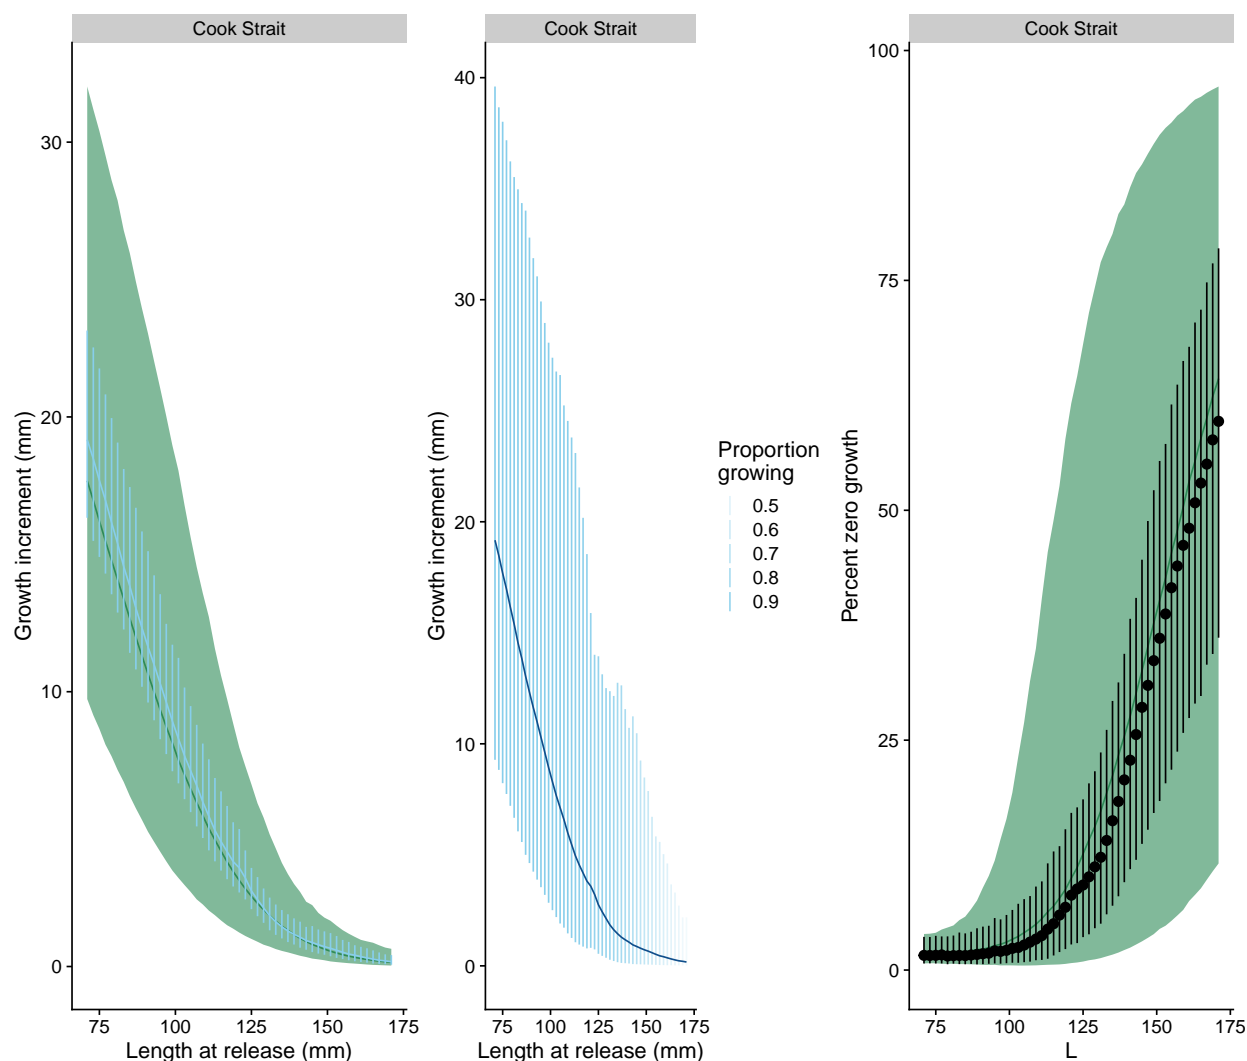 Cook Strait
Cook Strait
Cook Strait
Growth increment (mm)
30
20
10
0
75 100 125 150 175
Length at release (mm)
Growth increment (mm)
40
30
20
10
0
75 100 125 150 175
Length at release (mm)
Proportion
growing
0.5
0.6
0.7
0.8
0.9
Percent zero growth
100
75
50
25
0
75 100 125 150 175
L